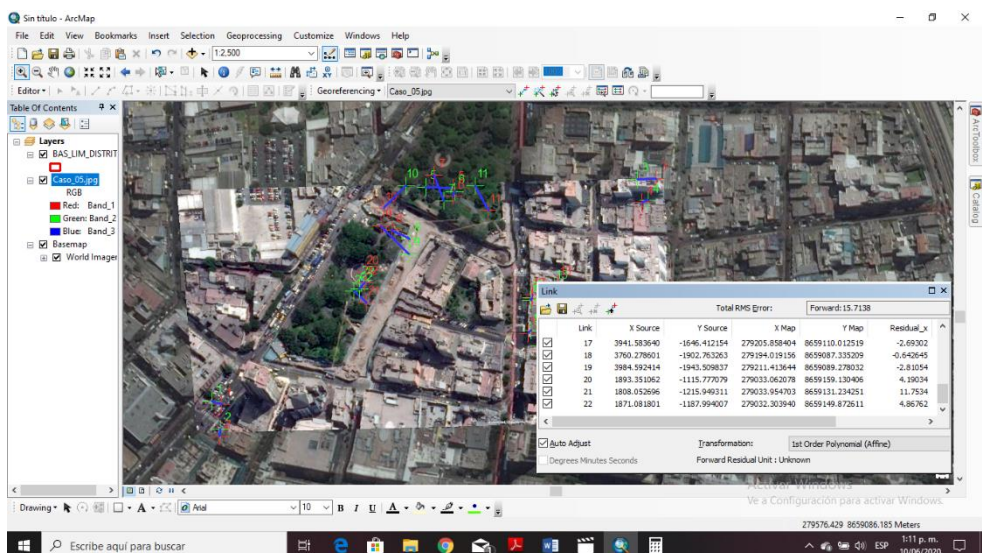 Sin título - ArcMap
File Edit View Bookmarks Insert Selection Geoprocessing Customize Windows Help
1:2,500
Editor Georeferencing Caso_05.jpg
Table Of Contents
Layers
BAS_LIM_DISTRIT
Caso_05.jpg
RGB
Red: Band_1
Green: Band_2
Blue: Band_3
Basemap
World Imager
ArcToolbox
Catalog
10 11
20
Link
Total RMS Error: Forward:15.7138
Link X Source Y Source X Map Y Map Residual_x
17 3941.583640 -1646.412154 279205.858404 8659110.012519 -2.69302
18 3760.278601 -1902.763263 279194.019156 8659087.335209 -0.642645
19 3984.592414 -1943.509837 279211.413644 8659089.278032 -2.81054
20 1893.351062 -1115.777079 279033.062078 8659159.130406 4.19034
21 1808.052696 -1215.949311 279033.954703 8659131.234251 11.7534
22 1871.081801 -1187.994007 279032.303940 8659149.872611 4.86762
Auto Adjust Transformation: 1st Order Polynomial (Affine)
Degrees Minutes Seconds Forward Residual Unit : Unknown
Activar Windows
Ve a Configuración para activar Windows.
Drawing Arial 10 B I U A
279576.429 8659086.185 Meters
Escribe aquí para buscar
ESP
1:11 p. m.
10/06/2020